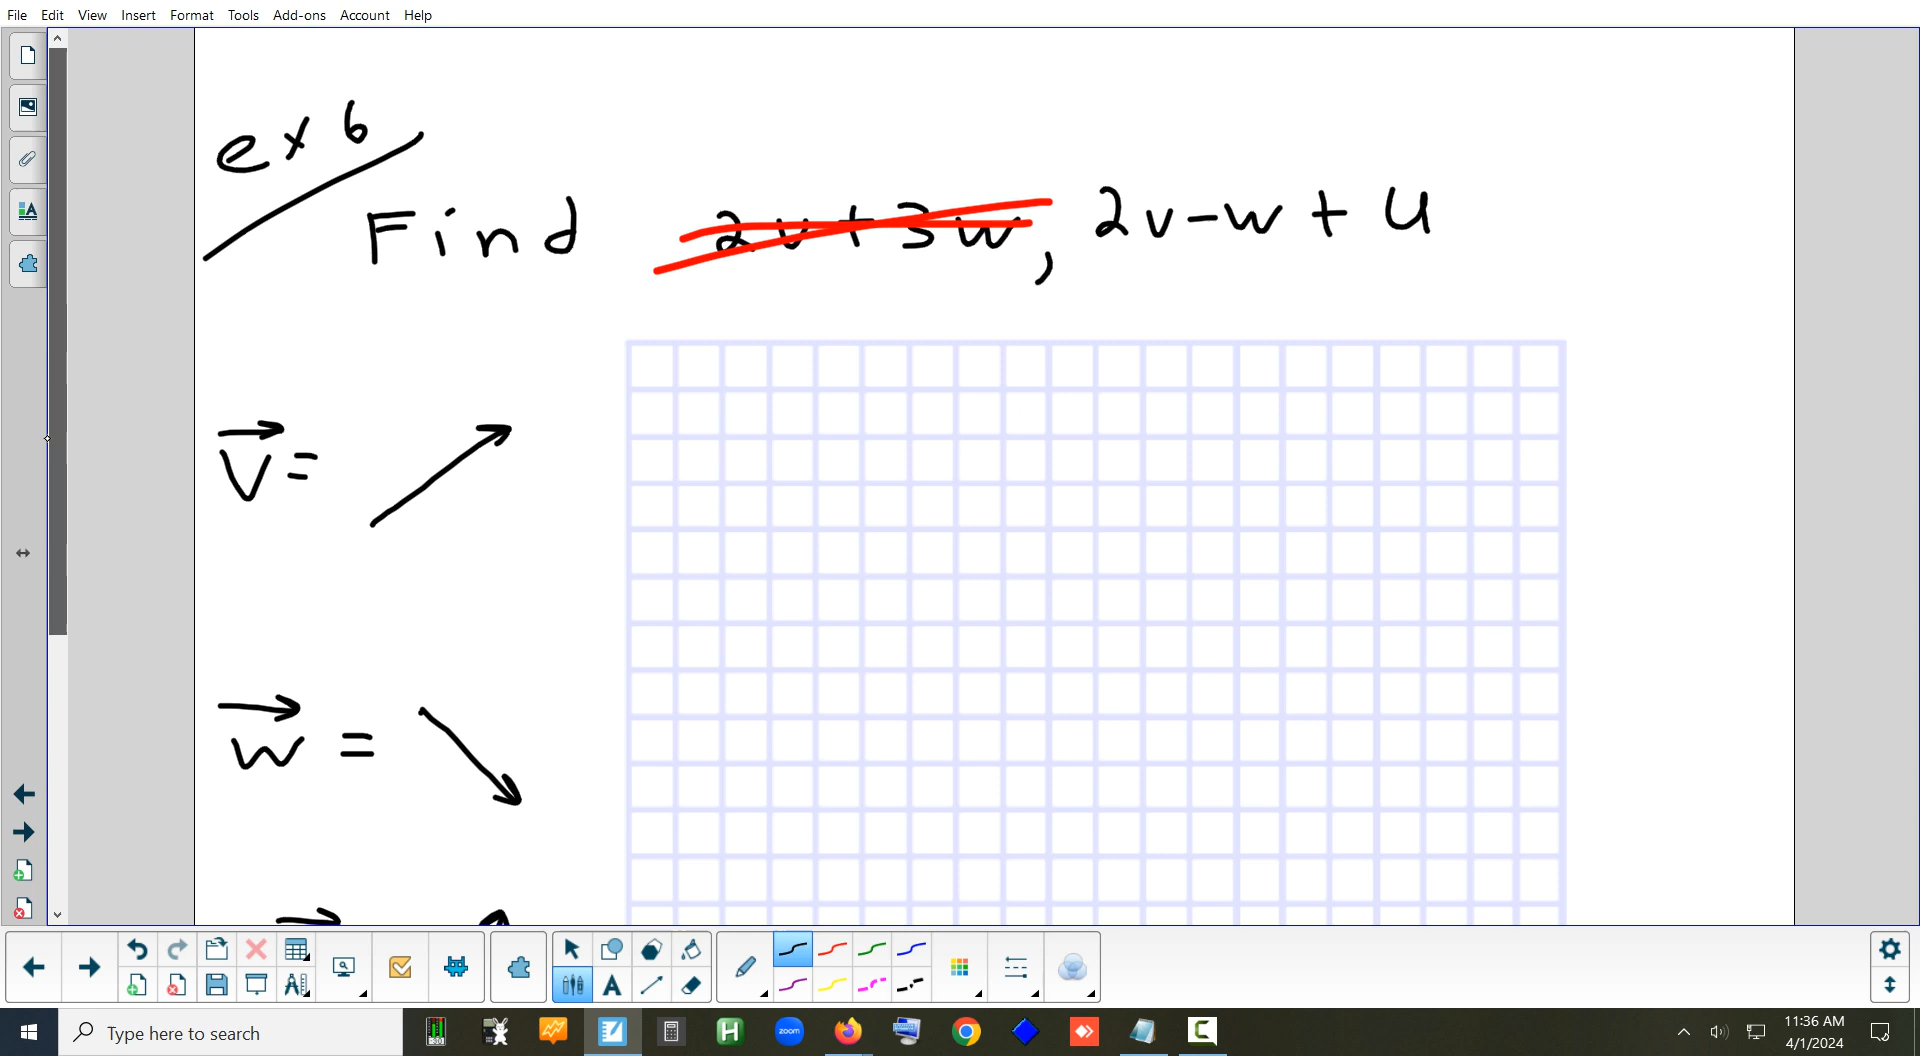 File Edit View Insert Format Tools Add-ons Account Help
ex 6
Find 2v+3w, 2v-w+u
v=
w =
A
Type here to search
zoom
11:36 AM
4/1/2024